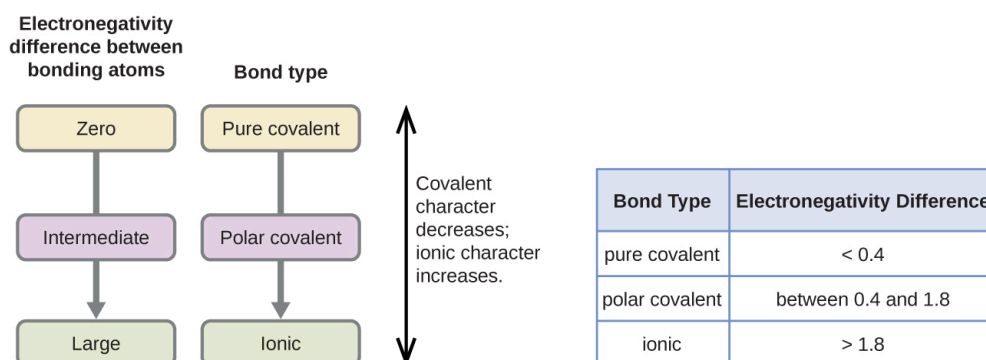 Electronegativity
difference between
bonding atoms
Bond type
Zero
Pure covalent
Intermediate
Polar covalent
Large
Ionic
Covalent
character
decreases;
ionic character
increases.
Bond Type
Electronegativity Difference
pure covalent
< 0.4
polar covalent
between 0.4 and 1.8
ionic
> 1.8